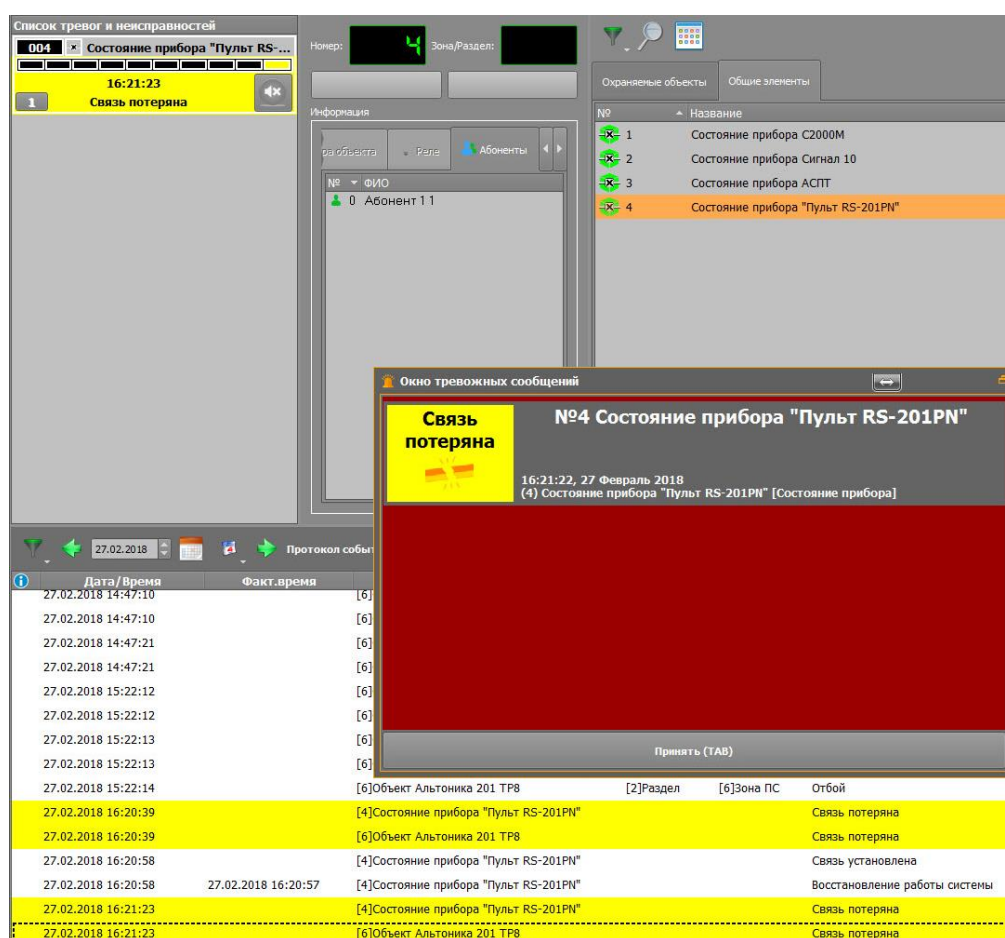 Список тревог и неисправностей
004 Состояние прибора "Пульт RS-...
16:21:23
1 Связь потеряна
Номер: 4 Зона/Раздел:
Информация
ра объекта Реле Абоненты
№ ФИО
0 Абонент 1 1
Охраняемые объекты Общие элементы
№ Название
1 Состояние прибора С2000М
2 Состояние прибора Сигнал 10
3 Состояние прибора АСПТ
4 Состояние прибора "Пульт RS-201PN"
Окно тревожных сообщений
Связь
потеряна
№4 Состояние прибора "Пульт RS-201PN"
16:21:22, 27 Февраль 2018
(4) Состояние прибора "Пульт RS-201PN" [Состояние прибора]
Принять (TAB)
27.02.2018 Протокол событ
Дата/Время Факт.время
27.02.2018 14:47:10 [6]
27.02.2018 14:47:10 [6]
27.02.2018 14:47:21 [6]
27.02.2018 14:47:21 [6]
27.02.2018 15:22:12 [6]
27.02.2018 15:22:12 [6]
27.02.2018 15:22:13 [6]
27.02.2018 15:22:13 [6]
27.02.2018 15:22:14 [6]Объект Альтоника 201 TP8 [2]Раздел [6]Зона ПС Отбой
27.02.2018 16:20:39 [4]Состояние прибора "Пульт RS-201PN" Связь потеряна
27.02.2018 16:20:39 [6]Объект Альтоника 201 TP8 Связь потеряна
27.02.2018 16:20:58 [4]Состояние прибора "Пульт RS-201PN" Связь установлена
27.02.2018 16:20:58 27.02.2018 16:20:57 [4]Состояние прибора "Пульт RS-201PN" Восстановление работы системы
27.02.2018 16:21:23 [4]Состояние прибора "Пульт RS-201PN" Связь потеряна
27.02.2018 16:21:23 [6]Объект Альтоника 201 TP8 Связь потеряна